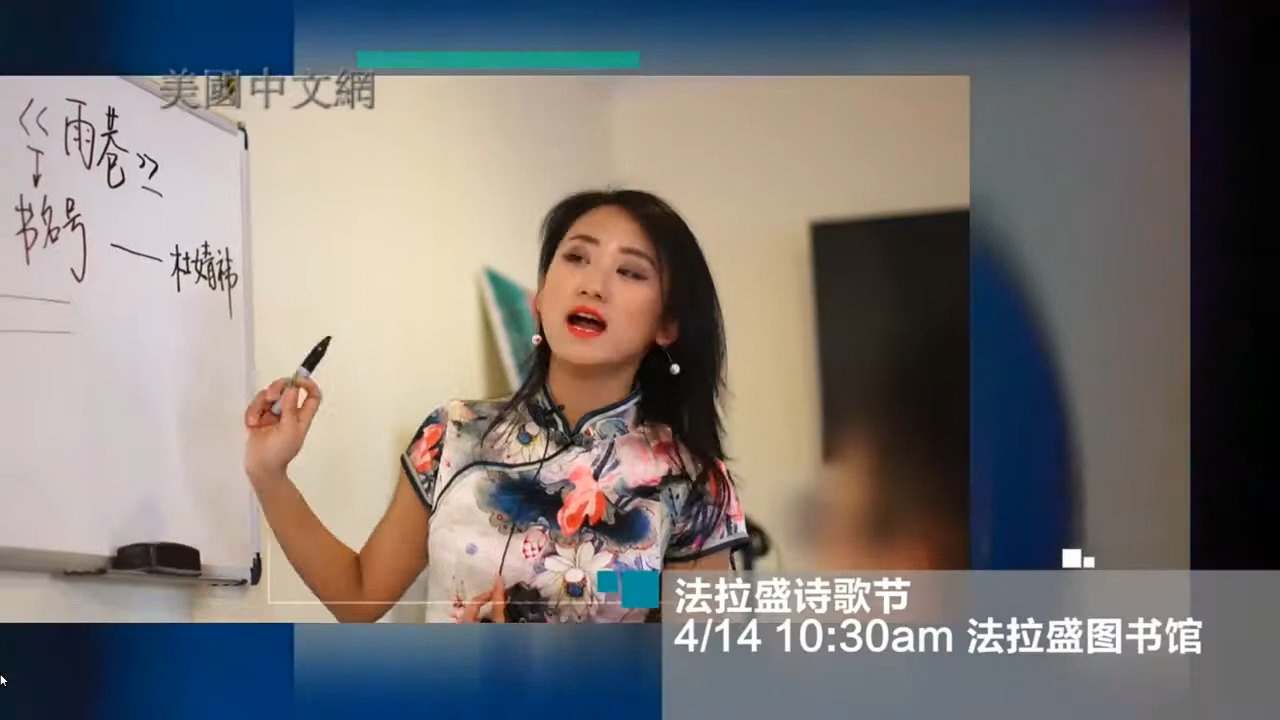 美國中文網
《雨巷》
书名号
——杜婧祎
法拉盛诗歌节
4/14 10:30am 法拉盛图书馆